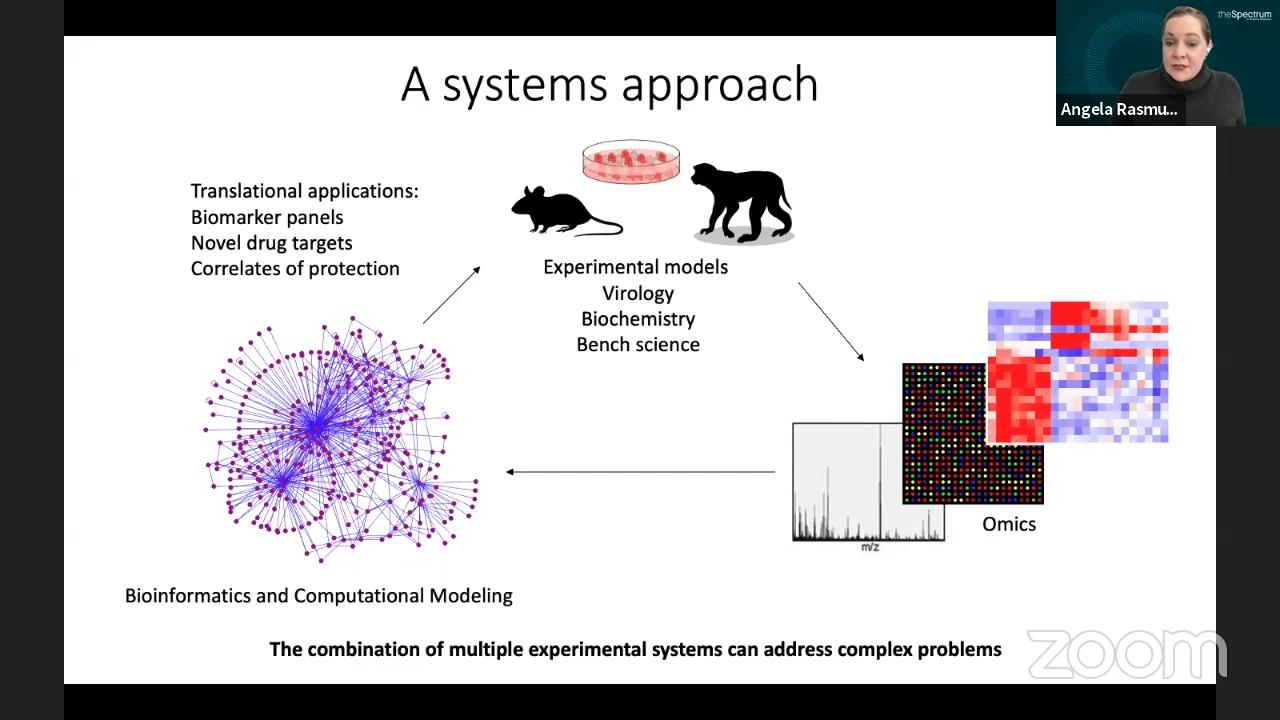 theSpectrum
Angela Rasmu...
A systems approach
Translational applications:
Biomarker panels
Novel drug targets
Correlates of protection
Experimental models
Virology
Biochemistry
Bench science
m/z
Omics
Bioinformatics and Computational Modeling
The combination of multiple experimental systems can address complex problems
zoom